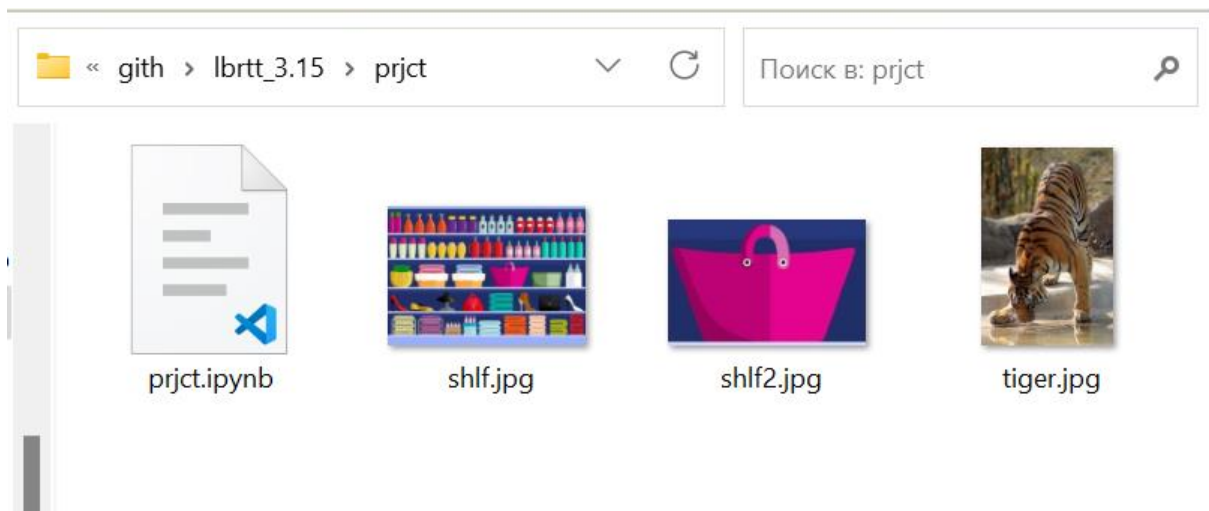 « gith > lbrtt_3.15 > prjct
Поиск в: prjct
prjct.ipynb
shlf.jpg
shlf2.jpg
tiger.jpg